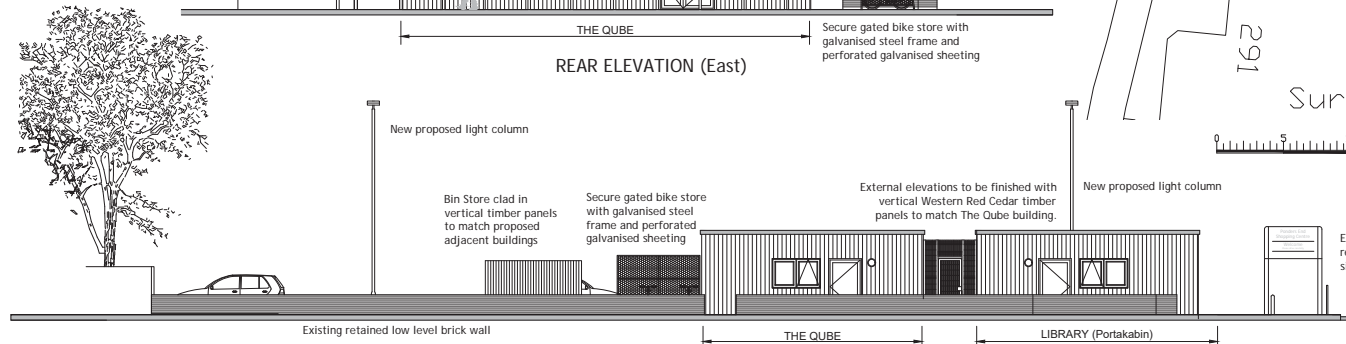 THE QUBE
Secure gated bike store with
galvanised steel frame and
perforated galvanised sheeting
REAR ELEVATION (East)
291
Sur
0 5
New proposed light column
Bin Store clad in
vertical timber panels
to match proposed
adjacent buildings
Secure gated bike store
with galvanised steel
frame and perforated
galvanised sheeting
External elevations to be finished with
vertical Western Red Cedar timber
panels to match The Qube building.
New proposed light column
E
re
s
Existing retained low level brick wall
THE QUBE
LIBRARY (Portakabin)